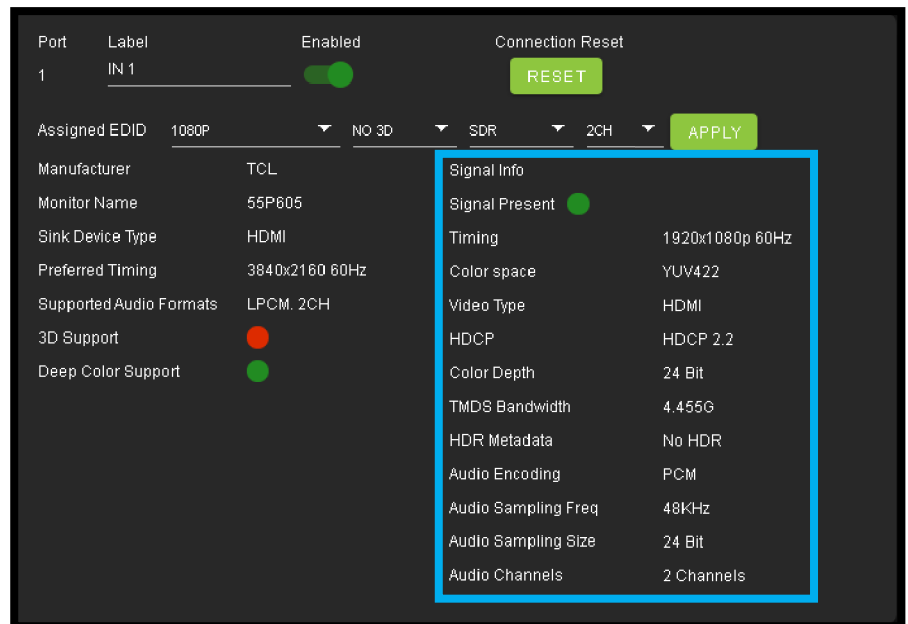 Port Label Enabled Connection Reset
1 IN 1 RESET
Assigned EDID 1080P NO 3D SDR 2CH APPLY
Manufacturer TCL
Monitor Name 55P605
Sink Device Type HDMI
Preferred Timing 3840x2160 60Hz
Supported Audio Formats LPCM. 2CH
3D Support
Deep Color Support
Signal Info
Signal Present
Timing 1920x1080p 60Hz
Color space YUV422
Video Type HDMI
HDCP HDCP 2.2
Color Depth 24 Bit
TMDS Bandwidth 4.455G
HDR Metadata No HDR
Audio Encoding PCM
Audio Sampling Freq 48KHz
Audio Sampling Size 24 Bit
Audio Channels 2 Channels